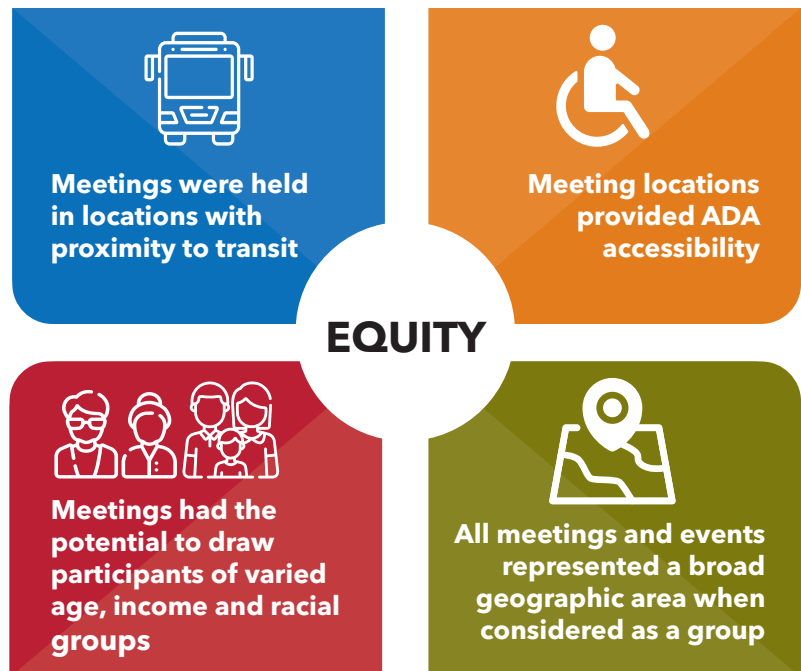 Meetings were held
in locations with
proximity to transit
Meeting locations
provided ADA
accessibility
EQUITY
Meetings had the
potential to draw
participants of varied
age, income and racial
groups
All meetings and events
represented a broad
geographic area when
considered as a group